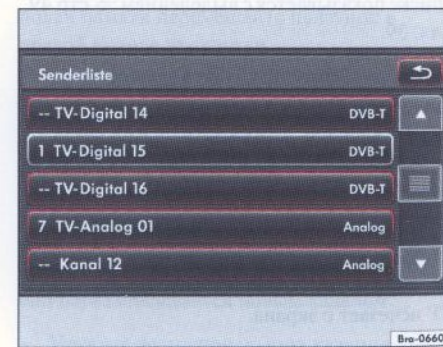 Senderliste
-- TV-Digital 14 DVB-T
1 TV-Digital 15 DVB-T
-- TV-Digital 16 DVB-T
7 TV-Analog 01 Analog
-- Kanal 12 Analog
с экрана
Bra-0660